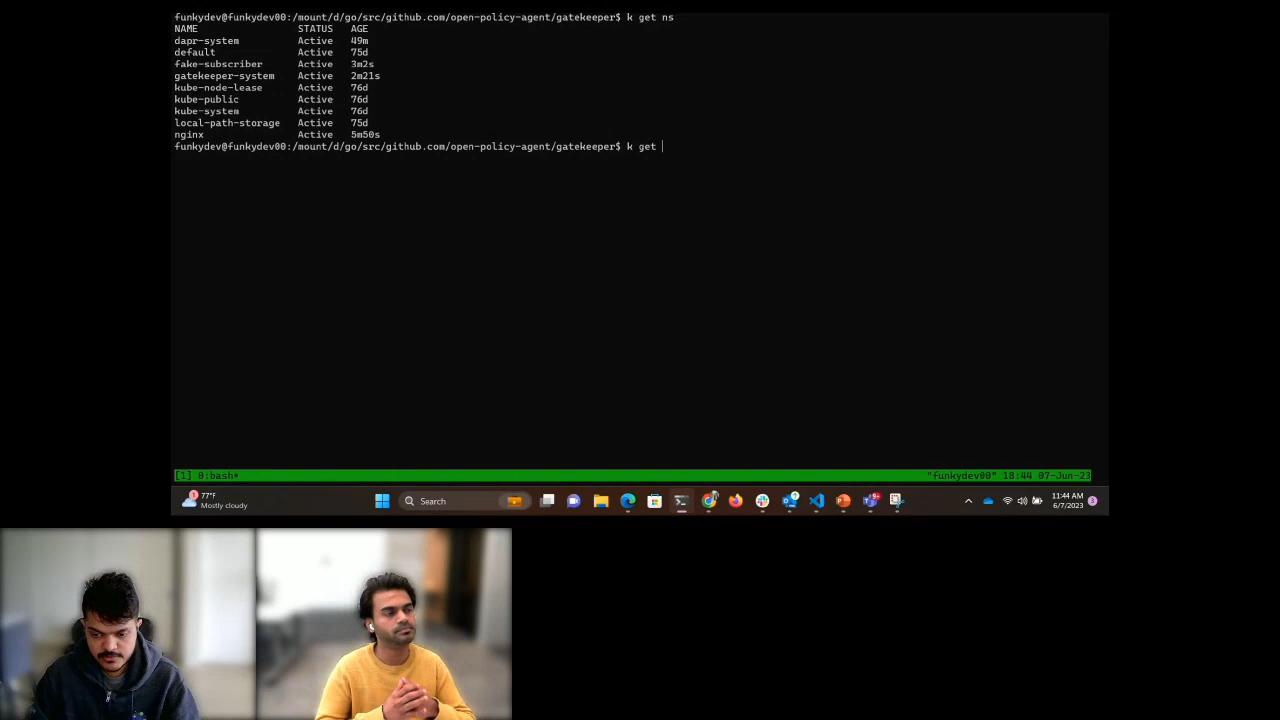 funkydev@funkydev00:/mount/d/go/src/github.com/open-policy-agent/gatekeeper$ k get ns
NAME STATUS AGE
dapr-system Active 49m
default Active 75d
fake-subscriber Active 3m2s
gatekeeper-system Active 2m21s
kube-node-lease Active 76d
kube-public Active 76d
kube-system Active 76d
local-path-storage Active 75d
nginx Active 5m50s
funkydev@funkydev00:/mount/d/go/src/github.com/open-policy-agent/gatekeeper$ k get
[1] 0:bash* "funkydev00" 18:44 07-Jun-23
1 77°F
Mostly cloudy
Search
11:44 AM
6/7/2023
3